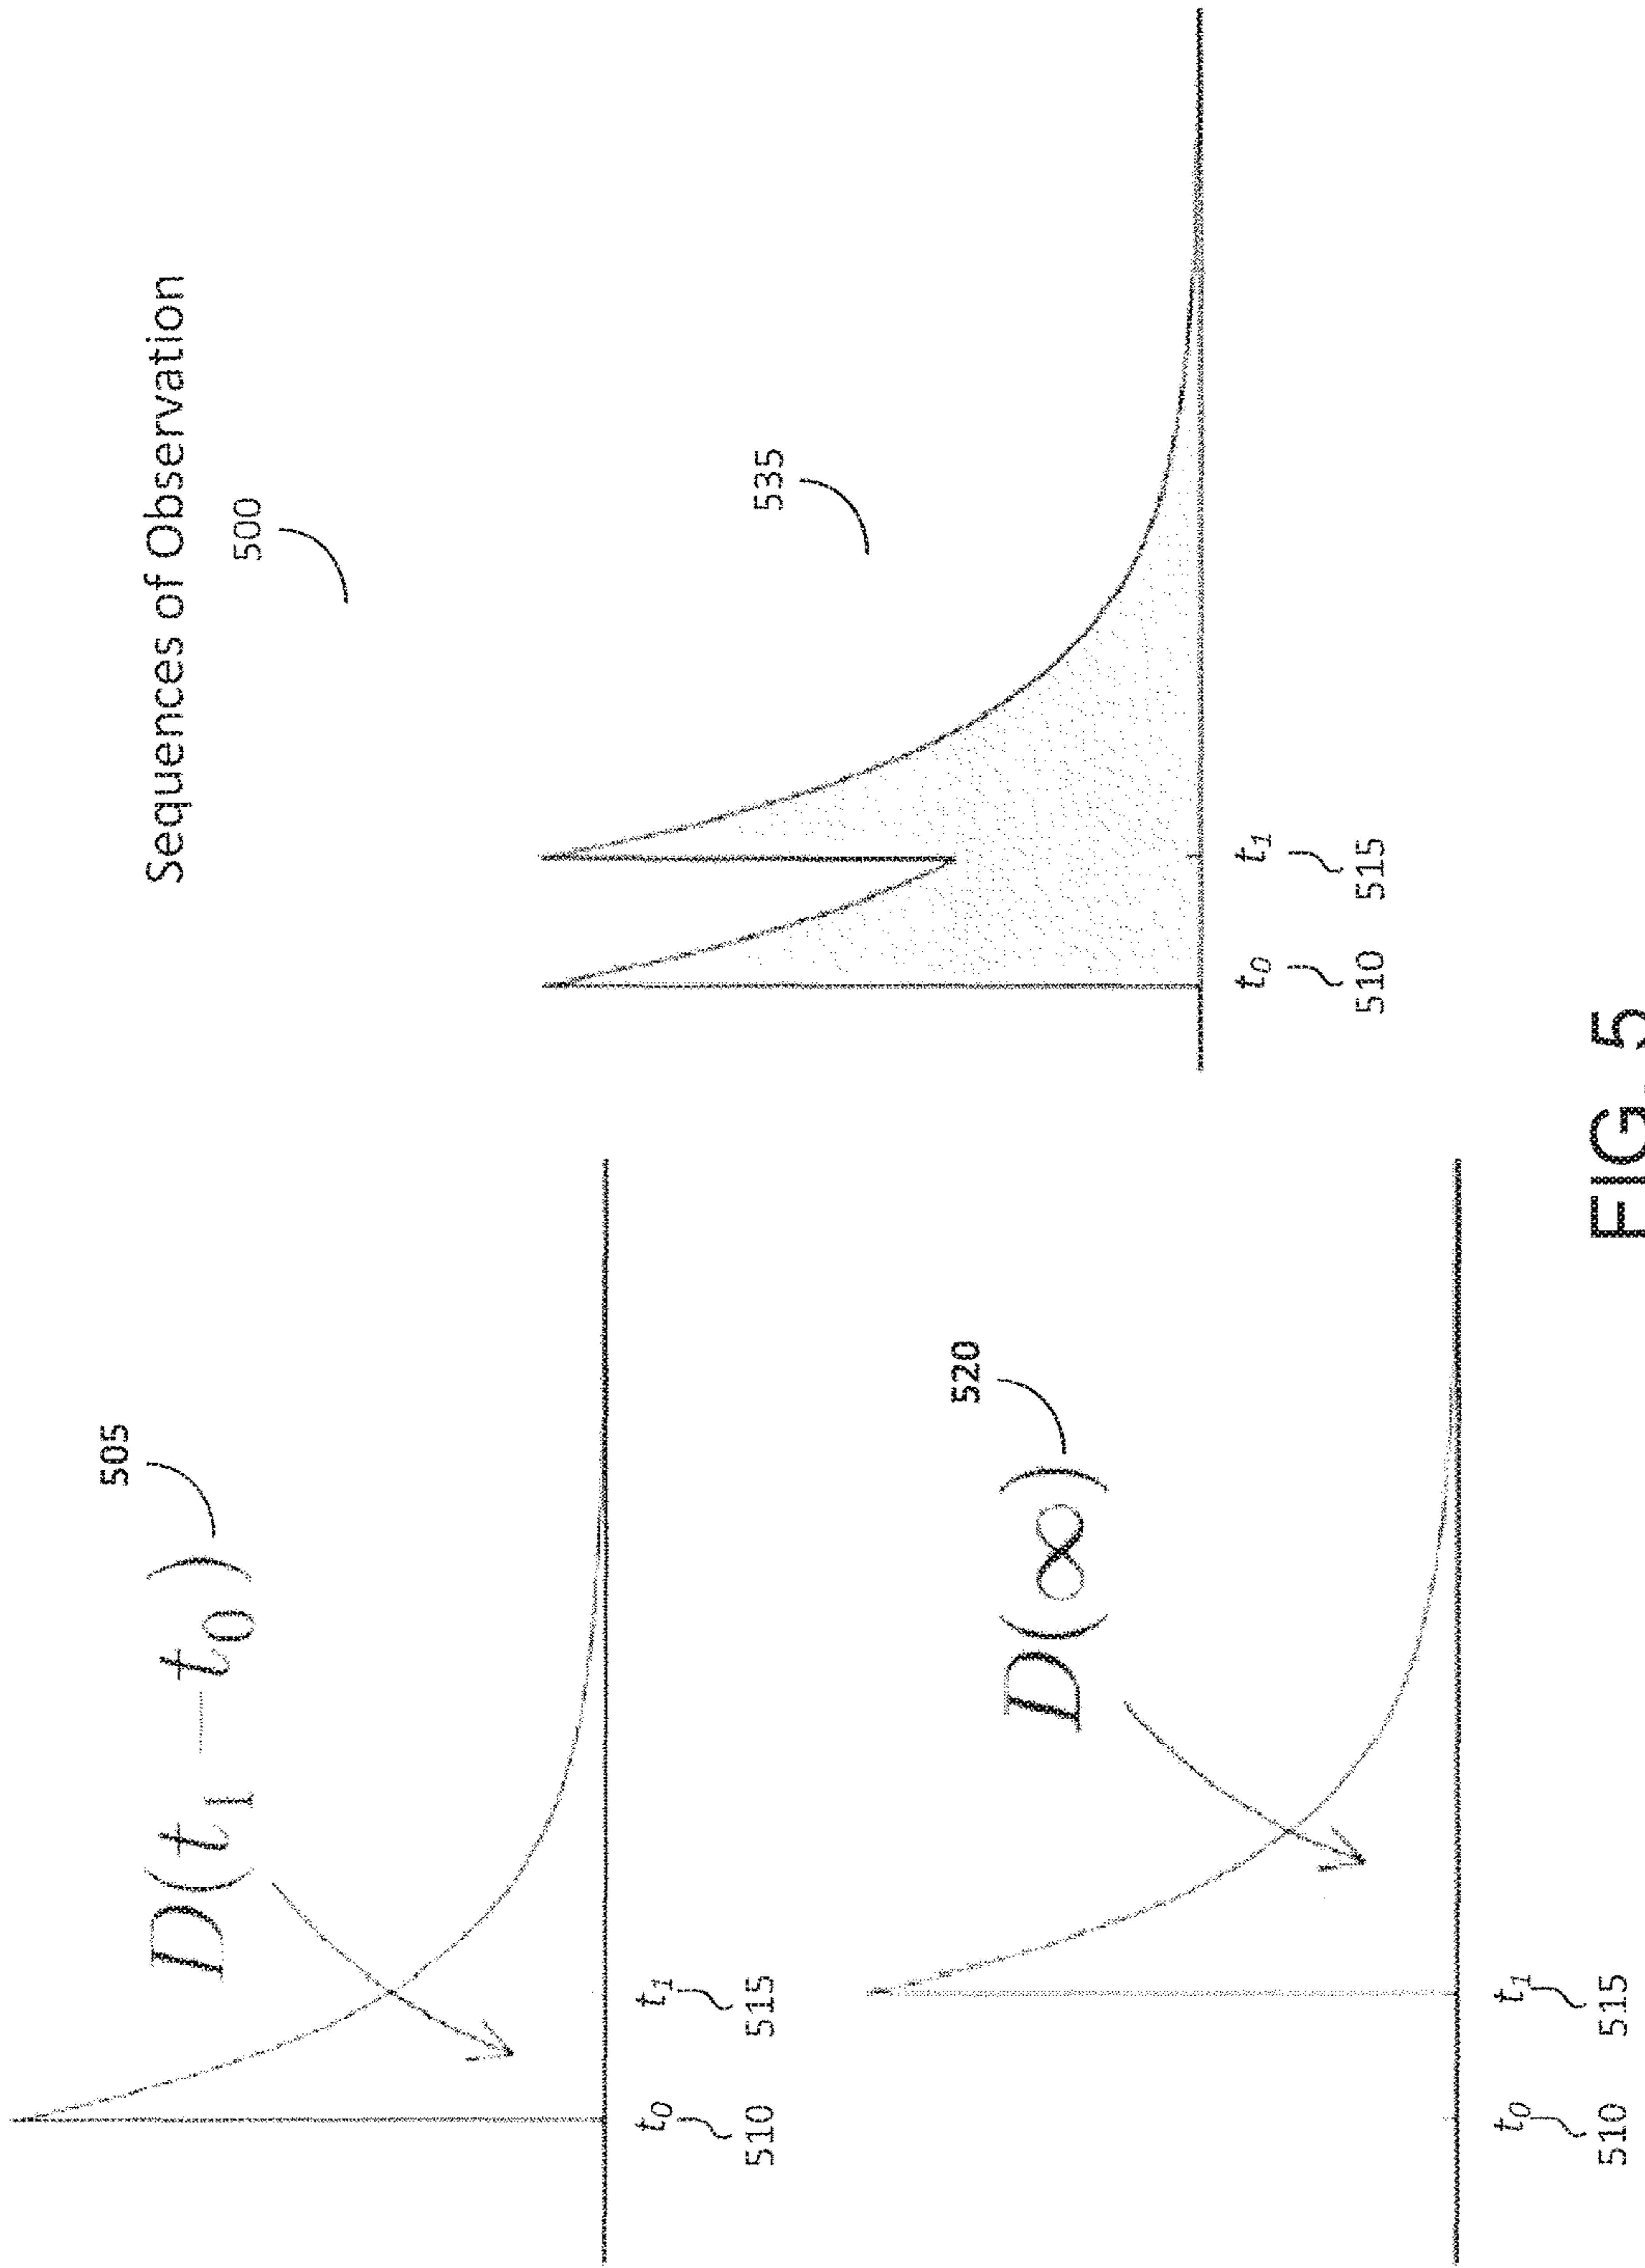 Sequences of Observation
500
505
D(t₁ — t₀)
t₀ t₁
510 515
520
D(∞)
t₀ t₁
510 515
535
t₀ t₁
510 515
FIG. 5